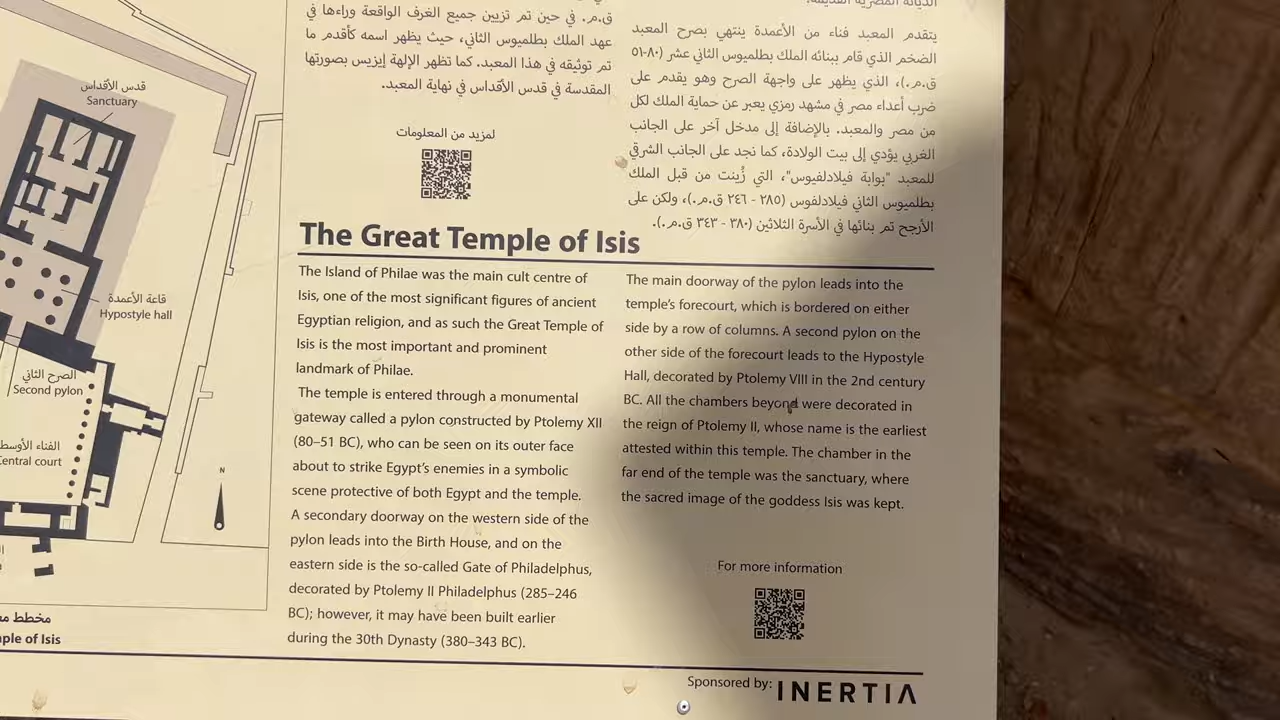 قدس الأقداس
Sanctuary
قاعة الأعمدة
Hypostyle hall
الصرح الثاني
Second pylon
الفناء الأوسط
Central court
N
مخطط
ple of Isis
ق.م. في حين تم تزيين جميع الغرف الواقعة وراءها في
عهد الملك بطلميوس الثاني، حيث يظهر اسمه كأقدم ما
تم توثيقه في هذا المعبد. كما تظهر الإلهة إيزيس بصورتها
المقدسة في قدس الأقداس في نهاية المعبد.
لمزيد من المعلومات
الديانة المصرية القديمة.
يتقدم المعبد فناء من الأعمدة ينتهي بصرح المعبد
الضخم الذي قام ببنائه الملك بطلميوس الثاني عشر (٨٠-٥١
ق.م.)، الذي يظهر على واجهة الصرح وهو يقدم على
ضرب أعداء مصر في مشهد رمزي يعبر عن حماية الملك لكل
من مصر والمعبد. بالإضافة إلى مدخل آخر على الجانب
الغربي يؤدي إلى بيت الولادة، كما نجد على الجانب الشرقي
للمعبد "بوابة فيلادلفيوس"، التي زُينت من قبل الملك
بطلميوس الثاني فيلادلفوس (٢٨٥ - ٢٤٦ ق.م.)، ولكن على
الأرجح تم بنائها في الأسرة الثلاثين (٣٨٠ - ٣٤٣ ق.م.).
The Great Temple of Isis
The Island of Philae was the main cult centre of
Isis, one of the most significant figures of ancient
Egyptian religion, and as such the Great Temple of
Isis is the most important and prominent
landmark of Philae.
The temple is entered through a monumental
gateway called a pylon constructed by Ptolemy XII
(80–51 BC), who can be seen on its outer face
about to strike Egypt's enemies in a symbolic
scene protective of both Egypt and the temple.
A secondary doorway on the western side of the
pylon leads into the Birth House, and on the
eastern side is the so-called Gate of Philadelphus,
decorated by Ptolemy II Philadelphus (285–246
BC); however, it may have been built earlier
during the 30th Dynasty (380–343 BC).
The main doorway of the pylon leads into the
temple's forecourt, which is bordered on either
side by a row of columns. A second pylon on the
other side of the forecourt leads to the Hypostyle
Hall, decorated by Ptolemy VIII in the 2nd century
BC. All the chambers beyond were decorated in
the reign of Ptolemy II, whose name is the earliest
attested within this temple. The chamber in the
far end of the temple was the sanctuary, where
the sacred image of the goddess Isis was kept.
For more information
Sponsored by: INERTIA